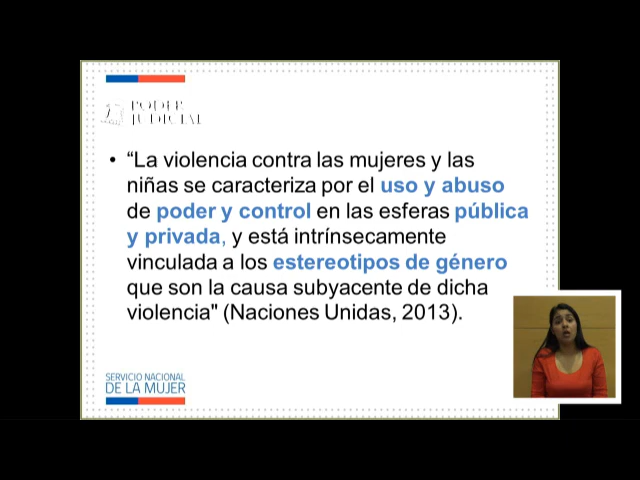 PODER
JUDICIAL
• “La violencia contra las mujeres y las
niñas se caracteriza por el uso y abuso
de poder y control en las esferas pública
y privada, y está intrínsecamente
vinculada a los estereotipos de género
que son la causa subyacente de dicha
violencia" (Naciones Unidas, 2013).
SERVICIO NACIONAL
DE LA MUJER